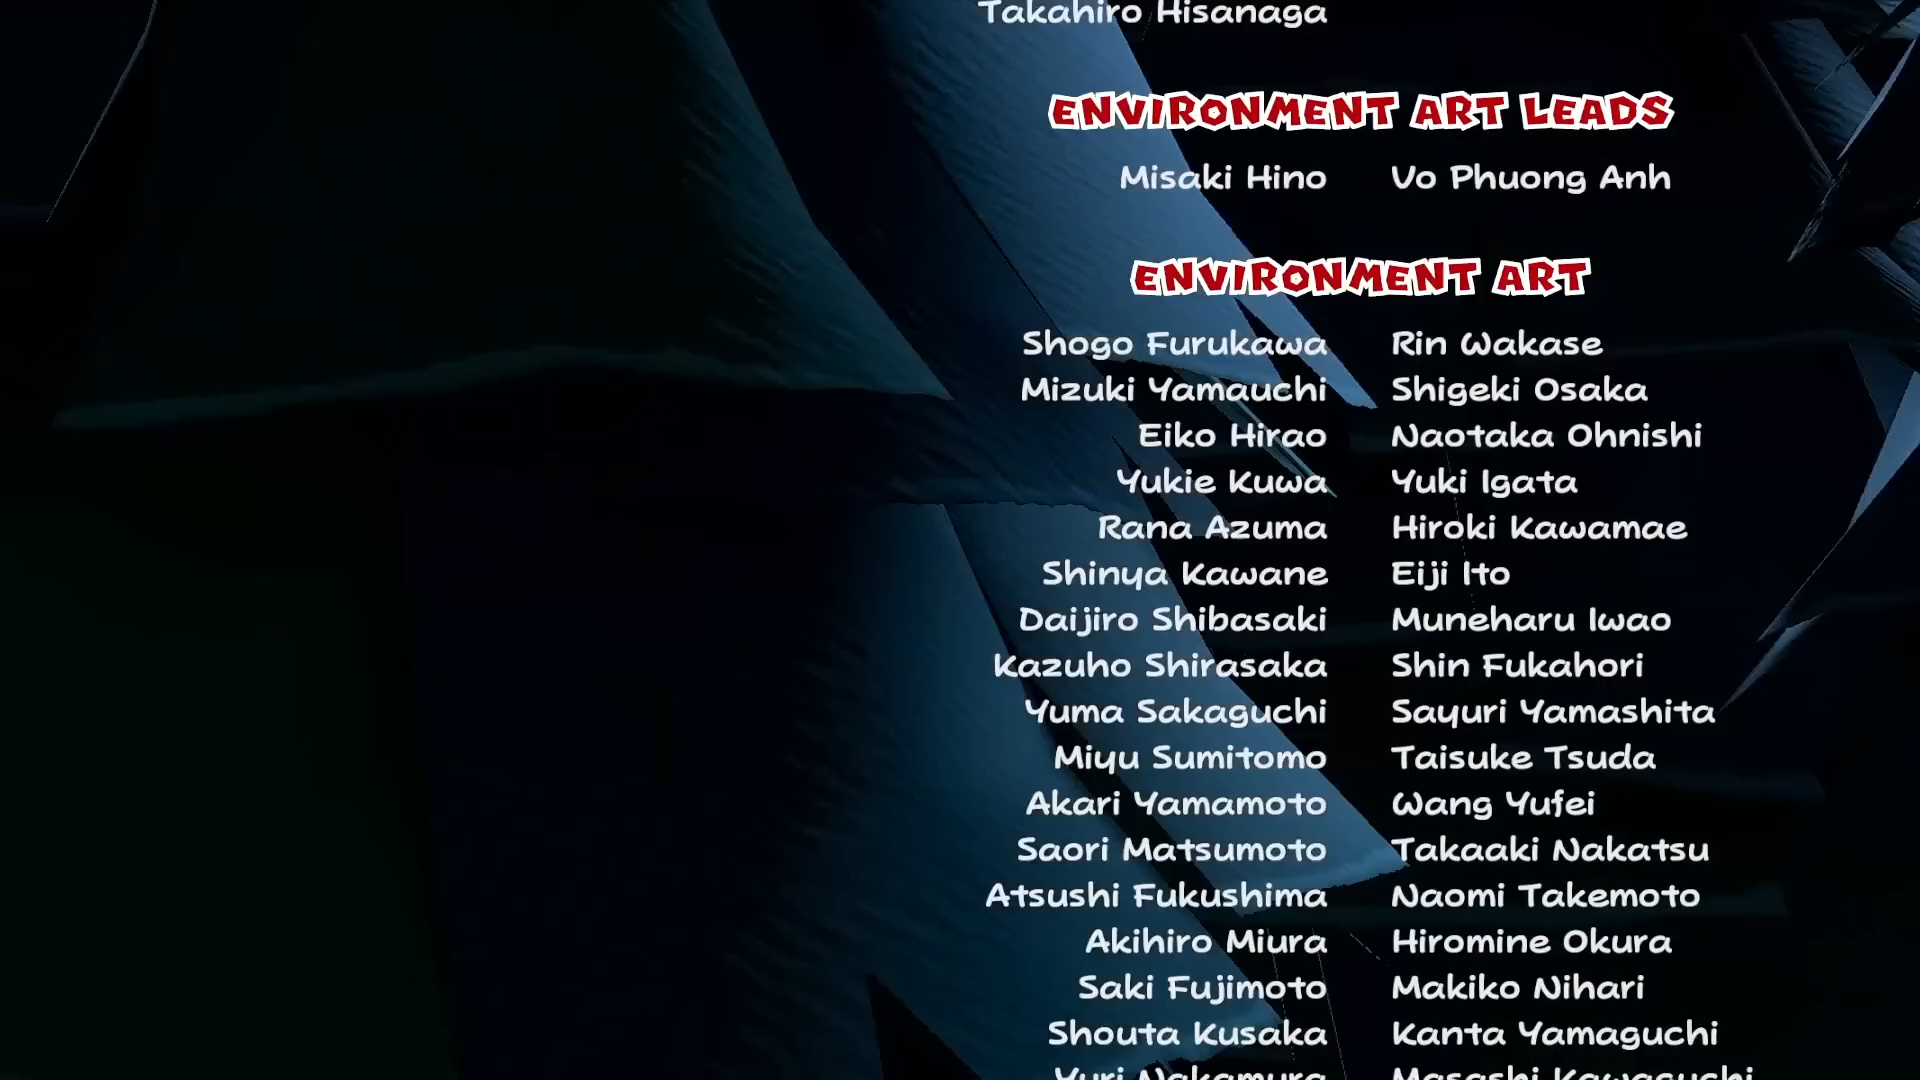 Takahiro Hisanaga
ENVIRONMENT ART LEADS
Misaki Hino Vo Phuong Anh
ENVIRONMENT ART
Shogo Furukawa Rin Wakase
Mizuki Yamauchi Shigeki Osaka
Eiko Hirao Naotaka Ohnishi
Yukie Kuwa Yuki Igata
Rana Azuma Hiroki Kawamae
Shinya Kawane Eiji Ito
Daijiro Shibasaki Muneharu Iwao
Kazuho Shirasaka Shin Fukahori
Yuma Sakaguchi Sayuri Yamashita
Miyu Sumitomo Taisuke Tsuda
Akari Yamamoto Wang Yufei
Saori Matsumoto Takaaki Nakatsu
Atsushi Fukushima Naomi Takemoto
Akihiro Miura Hiromine Okura
Saki Fujimoto Makiko Nihari
Shouta Kusaka Kanta Yamaguchi
Yuri Nakamura Masashi Kawaguchi